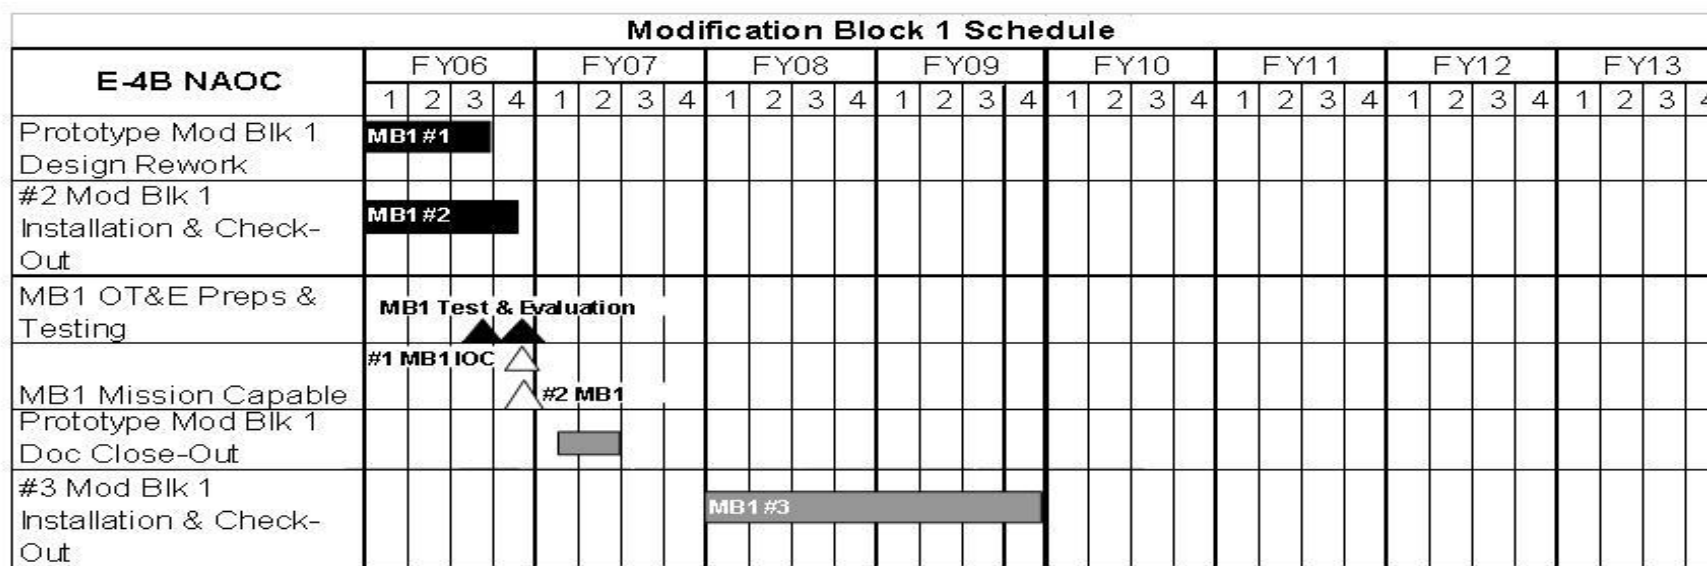 Modification Block 1 Schedule
E-4B NAOC
FY06 FY07 FY08 FY09 FY10 FY11 FY12 FY13
1 2 3 4 1 2 3 4 1 2 3 4 1 2 3 4 1 2 3 4 1 2 3 4 1 2 3 4 1 2 3 4
Prototype Mod Blk 1
Design Rework
MB1 #1
#2 Mod Blk 1
Installation & Check-
Out
MB1 #2
MB1 OT&E Preps &
Testing
MB1 Test & Evaluation
#1 MB1 IOC
MB1 Mission Capable
#2 MB1
Prototype Mod Blk 1
Doc Close-Out
#3 Mod Blk 1
Installation & Check-
Out
MB1 #3